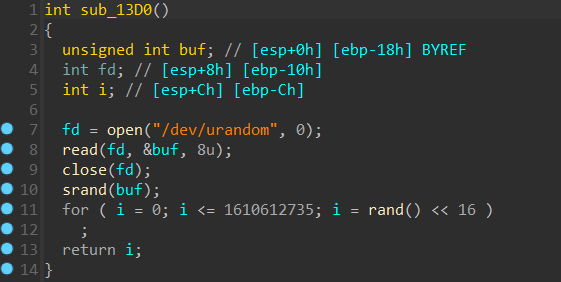 1 int sub_13D0()
2 {
3   unsigned int buf; // [esp+0h] [ebp-18h] BYREF
4   int fd; // [esp+8h] [ebp-10h]
5   int i; // [esp+Ch] [ebp-Ch]
6
7   fd = open("/dev/urandom", 0);
8   read(fd, &buf, 8u);
9   close(fd);
10   srand(buf);
11   for ( i = 0; i <= 1610612735; i = rand() << 16 )
12     ;
13   return i;
14 }